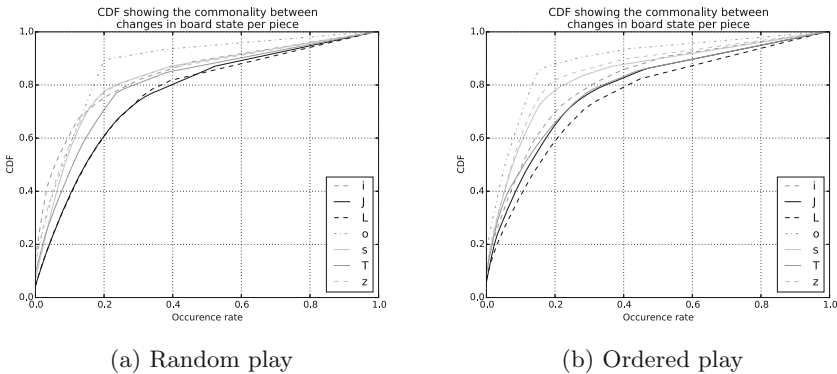 CDF showing the commonality between
changes in board state per piece
CDF
1.0
0.8
0.6
0.4
0.2
0.0
0.0 0.2 0.4 0.6 0.8 1.0
Occurence rate
i
J
L
o
s
T
z
(a) Random play
CDF showing the commonality between
changes in board state per piece
CDF
1.0
0.8
0.6
0.4
0.2
0.0
0.0 0.2 0.4 0.6 0.8 1.0
Occurence rate
i
J
L
o
s
T
z
(b) Ordered play